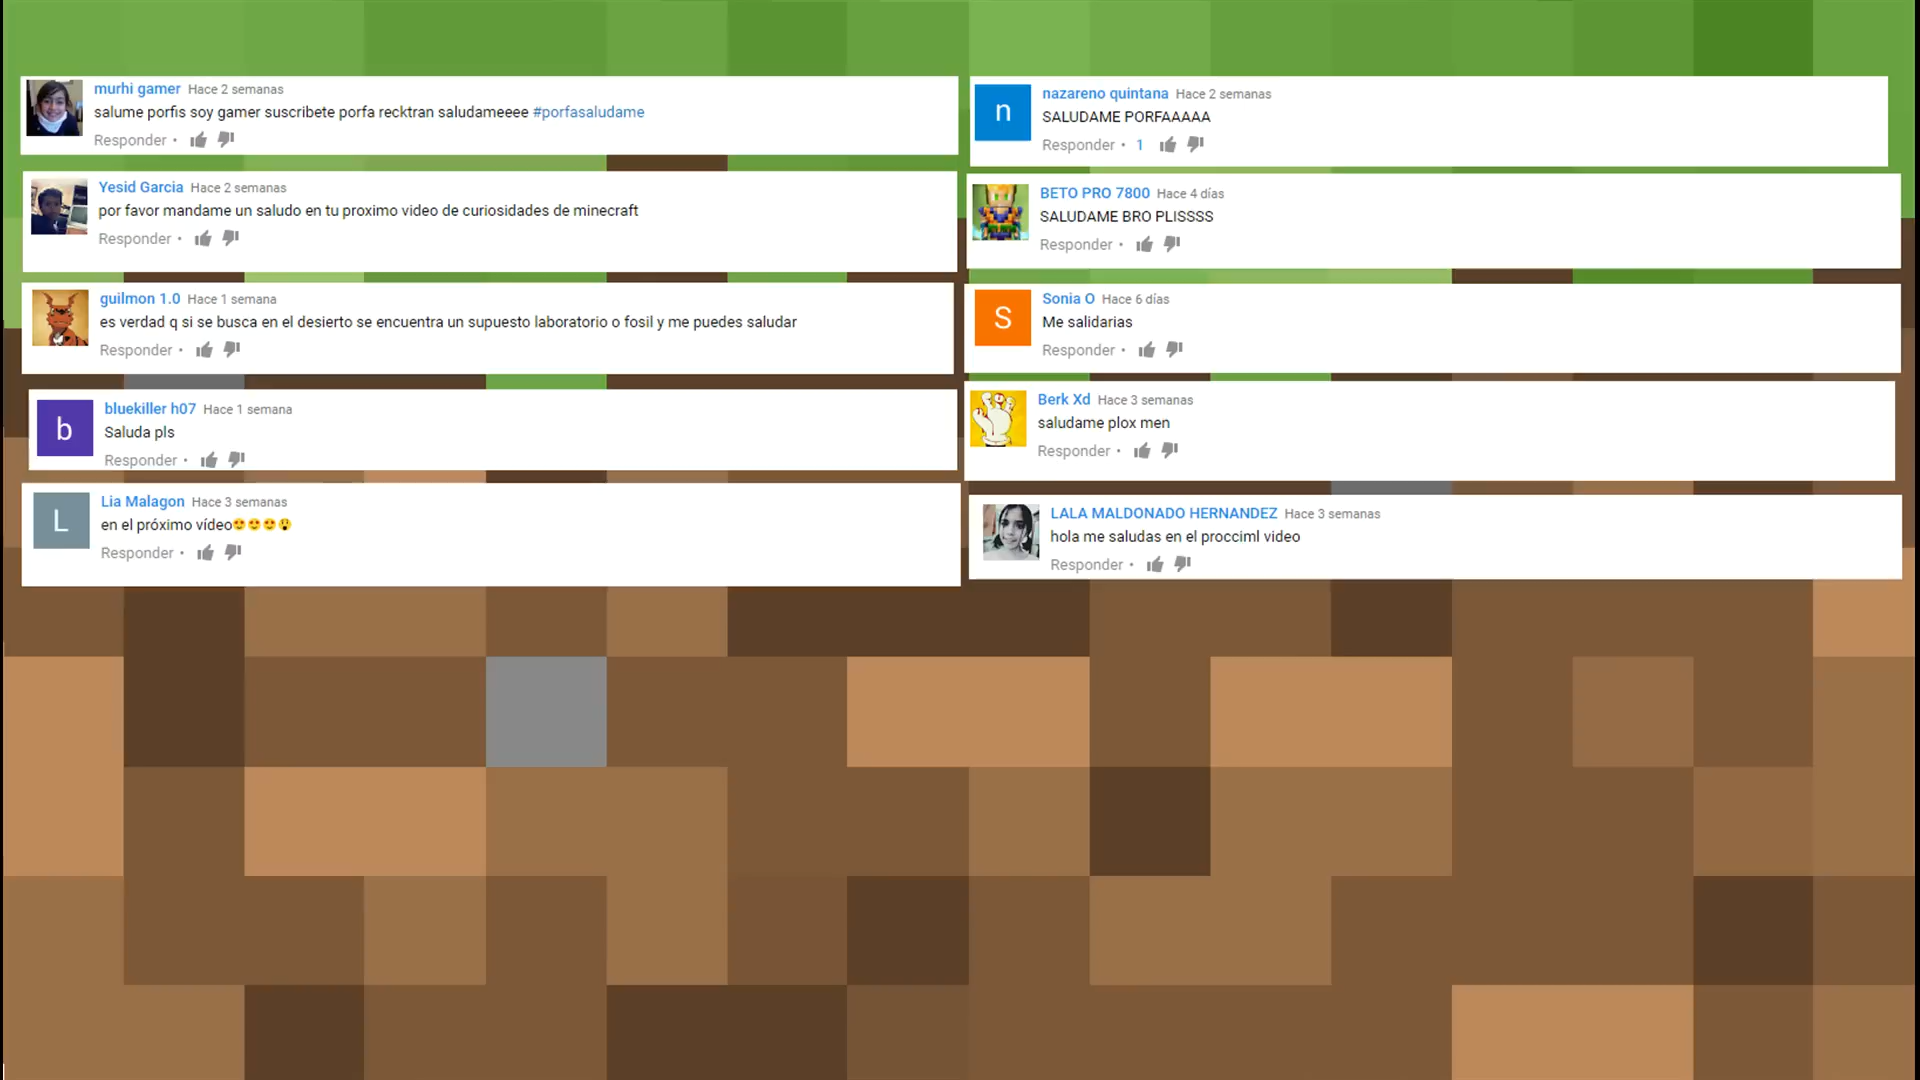 murhi gamer Hace 2 semanas
salume porfis soy gamer suscribete porfa recktran saludameeee #porfasaludame
Responder •
Yesid Garcia Hace 2 semanas
por favor mandame un saludo en tu proximo video de curiosidades de minecraft
Responder •
guilmon 1.0 Hace 1 semana
es verdad q si se busca en el desierto se encuentra un supuesto laboratorio o fosil y me puedes saludar
Responder •
b
bluekiller h07 Hace 1 semana
Saluda pls
Responder •
L
Lia Malagon Hace 3 semanas
en el próximo vídeo😍😍😍😲
Responder •
n
nazareno quintana Hace 2 semanas
SALUDAME PORFAAAAA
Responder • 1
BETO PRO 7800 Hace 4 días
SALUDAME BRO PLISSSS
Responder •
S
Sonia O Hace 6 días
Me salidarias
Responder •
Berk Xd Hace 3 semanas
saludame plox men
Responder •
LALA MALDONADO HERNANDEZ Hace 3 semanas
hola me saludas en el procciml video
Responder •